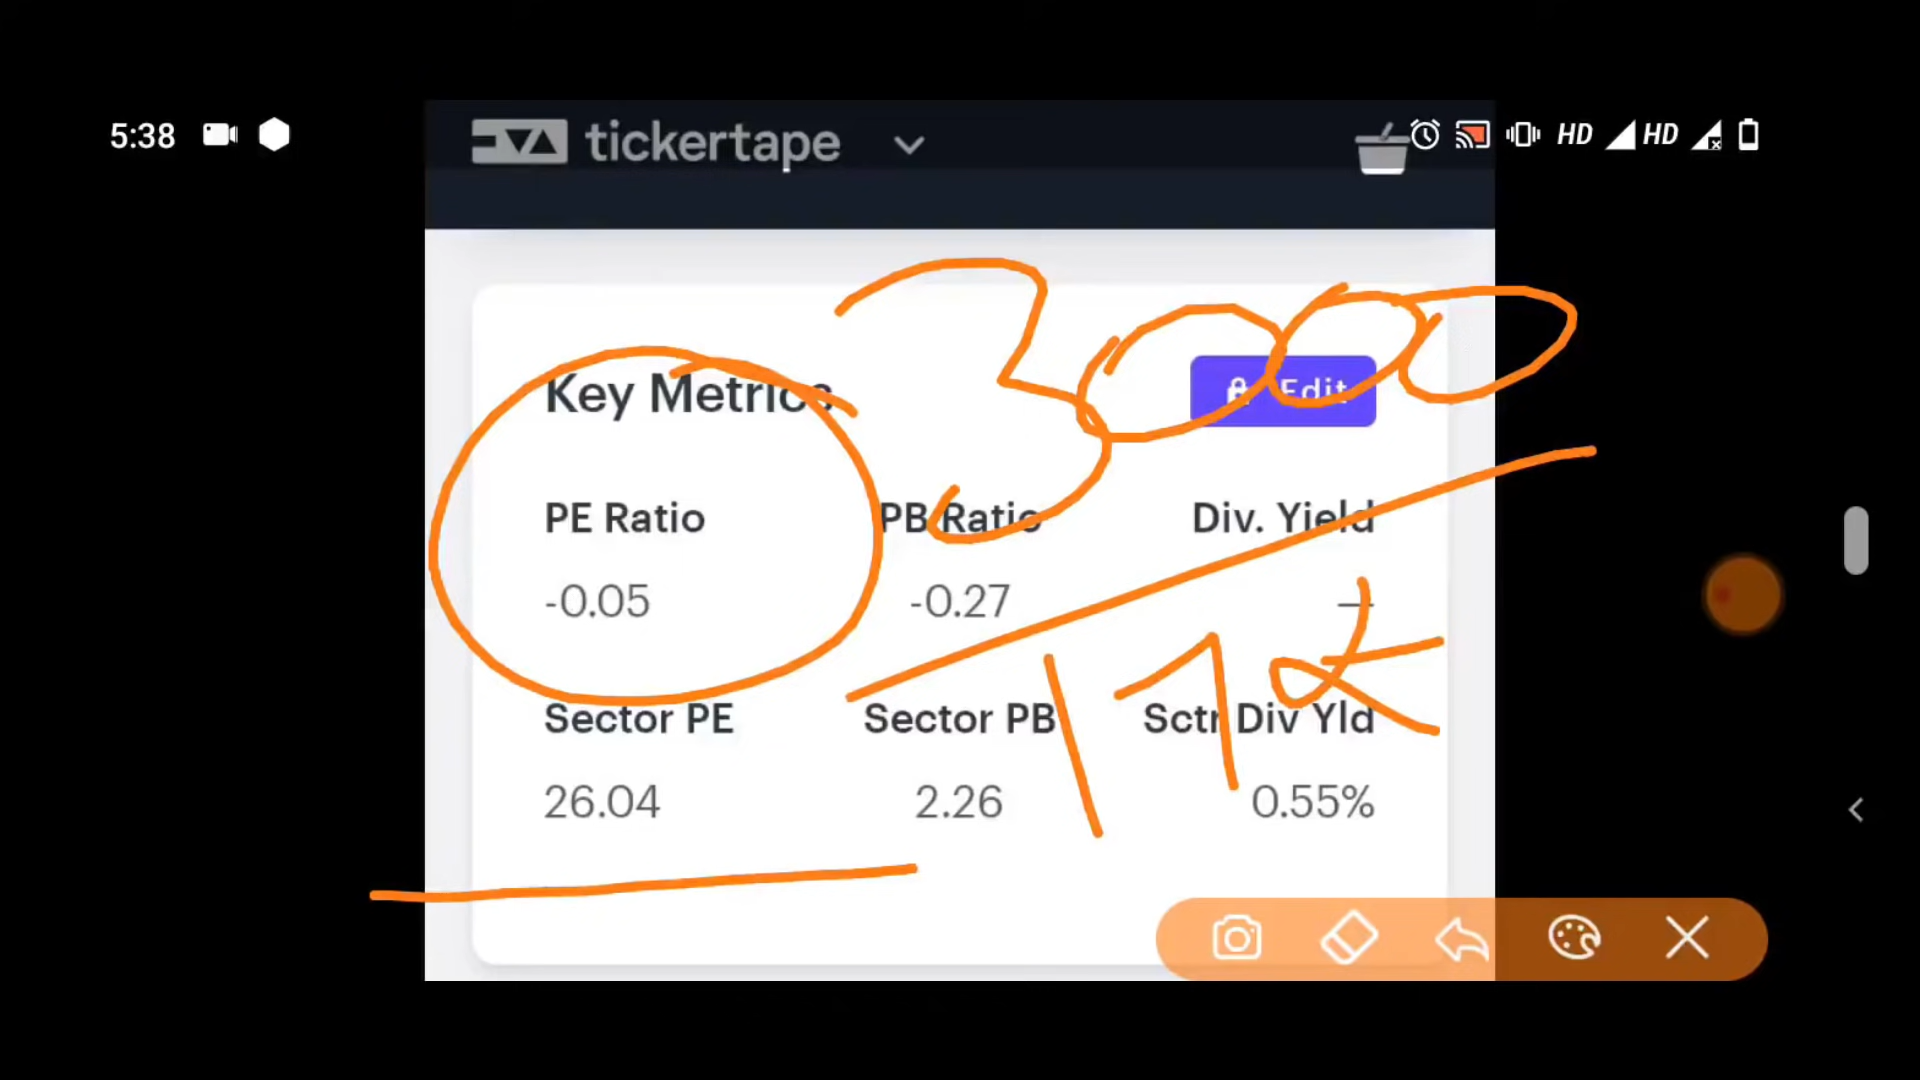 5:38 HD HD
tickertape
3000
Key Metrics Edit
PE Ratio PB Ratio Div. Yield
-0.05 -0.27 —
17
Sector PE Sector PB Sctr Div Yld
26.04 2.26 0.55%